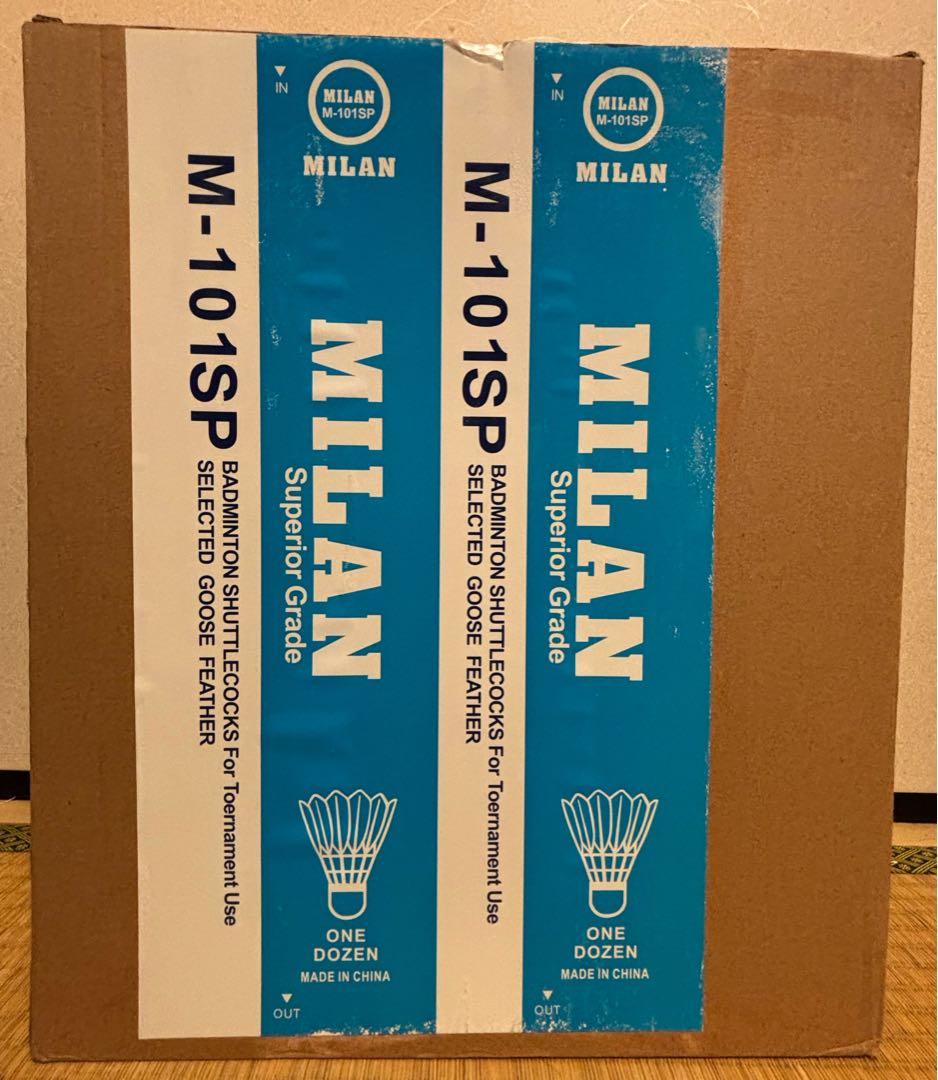 M-101SP
BADMINTON SHUTTLECOCKS For Toernament Use
SELECTED GOOSE FEATHER
IN
MILAN
M-101SP
MILAN
MILAN
Superior Grade
ONE
DOZEN
MADE IN CHINA
OUT
M-101SP
BADMINTON SHUTTLECOCKS For Toernament Use
SELECTED GOOSE FEATHER
IN
MILAN
M-101SP
MILAN
MILAN
Superior Grade
ONE
DOZEN
MADE IN CHINA
OUT